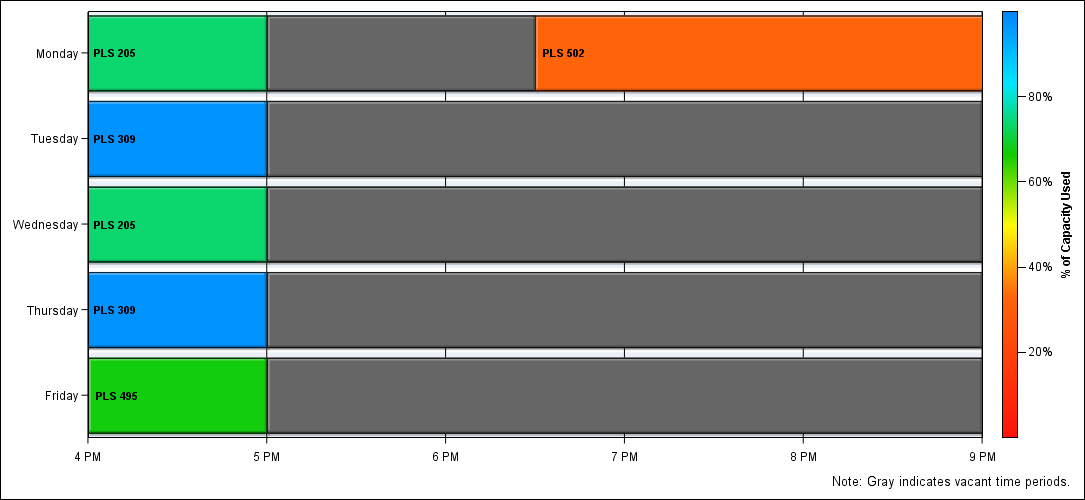 Monday
PLS 205
PLS 502
Tuesday
PLS 309
Wednesday
PLS 205
Thursday
PLS 309
Friday
PLS 495
4 PM 5 PM 6 PM 7 PM 8 PM 9 PM
80%
60%
40%
20%
% of Capacity Used
Note: Gray indicates vacant time periods.